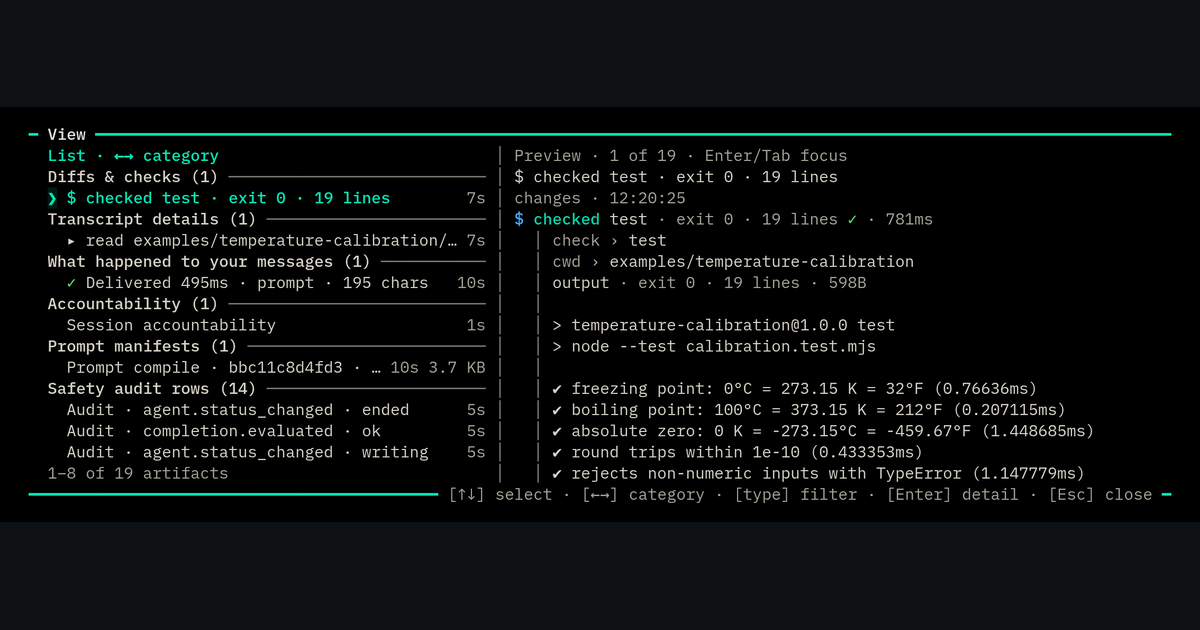 View
List · ←→ category
Diffs & checks (1)
❯ $ checked test · exit 0 · 19 lines 7s
Transcript details (1)
▸ read examples/temperature-calibration/… 7s
What happened to your messages (1)
✓ Delivered 495ms · prompt · 195 chars 10s
Accountability (1)
Session accountability 1s
Prompt manifests (1)
Prompt compile · bbc11c8d4fd3 · … 10s 3.7 KB
Safety audit rows (14)
Audit · agent.status_changed · ended 5s
Audit · completion.evaluated · ok 5s
Audit · agent.status_changed · writing 5s
1–8 of 19 artifacts
Preview · 1 of 19 · Enter/Tab focus
$ checked test · exit 0 · 19 lines
changes · 12:20:25
$ checked test · exit 0 · 19 lines ✓ · 781ms
check › test
cwd › examples/temperature-calibration
output · exit 0 · 19 lines · 598B
> temperature-calibration@1.0.0 test
> node --test calibration.test.mjs
✔ freezing point: 0°C = 273.15 K = 32°F (0.76636ms)
✔ boiling point: 100°C = 373.15 K = 212°F (0.207115ms)
✔ absolute zero: 0 K = -273.15°C = -459.67°F (1.448685ms)
✔ round trips within 1e-10 (0.433353ms)
✔ rejects non-numeric inputs with TypeError (1.147779ms)
[↑↓] select · [←→] category · [type] filter · [Enter] detail · [Esc] close